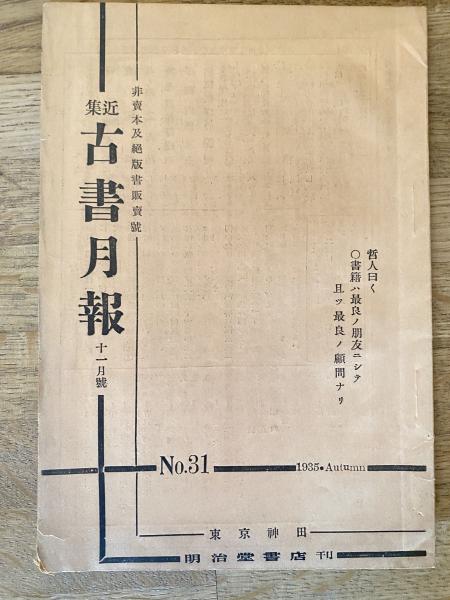 哲人曰く
〇書籍ハ最良ノ朋友ニシテ
且ツ最良ノ顧問ナリ
非賣本及絕版書販賣號
近集
古書月報
十一月號
No.31
1935•Autumn
東京神田
明治堂書店刊